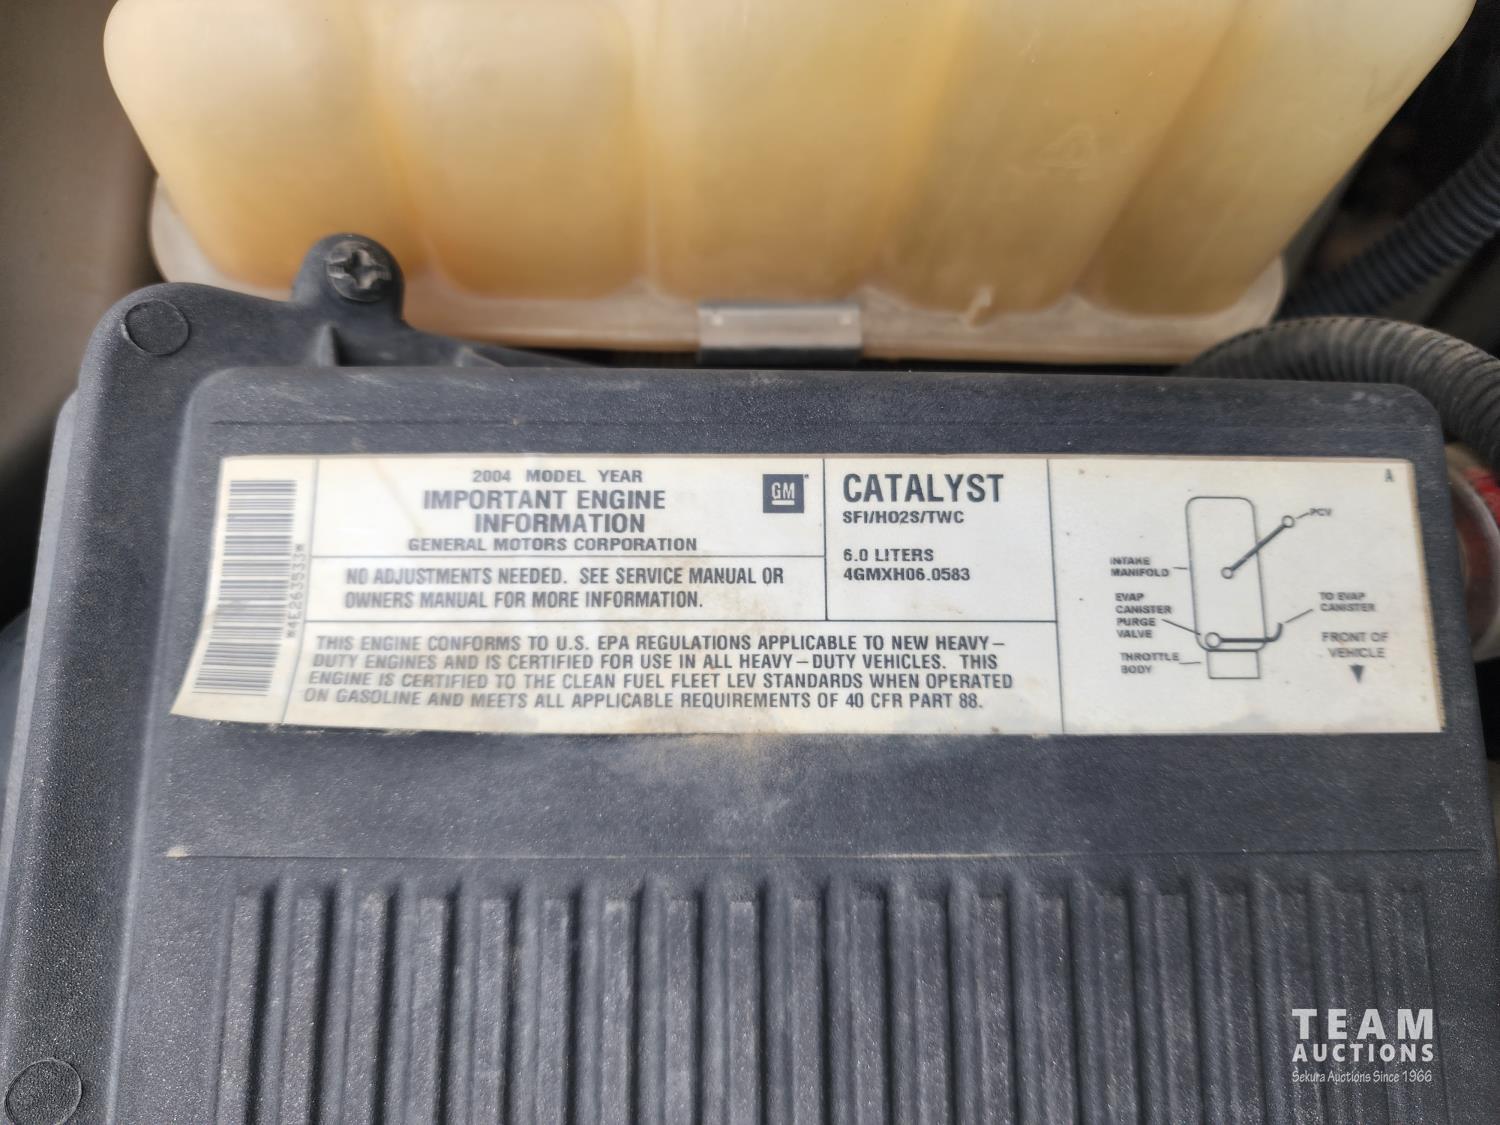 2004 MODEL YEAR
IMPORTANT ENGINE
INFORMATION
GENERAL MOTORS CORPORATION
GM
NO ADJUSTMENTS NEEDED. SEE SERVICE MANUAL OR
OWNERS MANUAL FOR MORE INFORMATION.
CATALYST
SFI/HO2S/TWC
6.0 LITERS
4GMXH06.0583
THIS ENGINE CONFORMS TO U.S. EPA REGULATIONS APPLICABLE TO NEW HEAVY-
DUTY ENGINES AND IS CERTIFIED FOR USE IN ALL HEAVY-DUTY VEHICLES. THIS
ENGINE IS CERTIFIED TO THE CLEAN FUEL FLEET LEV STANDARDS WHEN OPERATED
ON GASOLINE AND MEETS ALL APPLICABLE REQUIREMENTS OF 40 CFR PART 88.
A
PCV
INTAKE
MANIFOLD
EVAP
CANISTER
PURGE
VALVE
THROTTLE
BODY
TO EVAP
CANISTER
FRONT OF
VEHICLE
TEAM
AUCTIONS
Sekura Auctions Since 1966